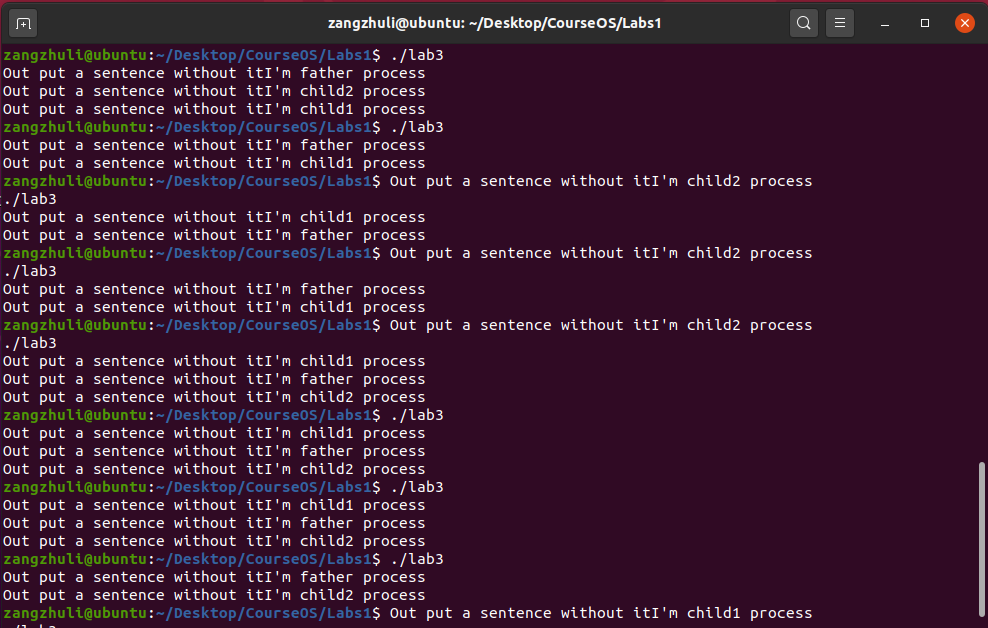 zangzhuli@ubuntu: ~/Desktop/CourseOS/Labs1
zangzhuli@ubuntu:~/Desktop/CourseOS/Labs1$ ./lab3
Out put a sentence without itI'm father process
Out put a sentence without itI'm child2 process
Out put a sentence without itI'm child1 process
zangzhuli@ubuntu:~/Desktop/CourseOS/Labs1$ ./lab3
Out put a sentence without itI'm father process
Out put a sentence without itI'm child1 process
zangzhuli@ubuntu:~/Desktop/CourseOS/Labs1$ Out put a sentence without itI'm child2 process
./lab3
Out put a sentence without itI'm child1 process
Out put a sentence without itI'm father process
zangzhuli@ubuntu:~/Desktop/CourseOS/Labs1$ Out put a sentence without itI'm child2 process
./lab3
Out put a sentence without itI'm father process
Out put a sentence without itI'm child1 process
zangzhuli@ubuntu:~/Desktop/CourseOS/Labs1$ Out put a sentence without itI'm child2 process
./lab3
Out put a sentence without itI'm child1 process
Out put a sentence without itI'm father process
Out put a sentence without itI'm child2 process
zangzhuli@ubuntu:~/Desktop/CourseOS/Labs1$ ./lab3
Out put a sentence without itI'm child1 process
Out put a sentence without itI'm father process
Out put a sentence without itI'm child2 process
zangzhuli@ubuntu:~/Desktop/CourseOS/Labs1$ ./lab3
Out put a sentence without itI'm child1 process
Out put a sentence without itI'm father process
Out put a sentence without itI'm child2 process
zangzhuli@ubuntu:~/Desktop/CourseOS/Labs1$ ./lab3
Out put a sentence without itI'm father process
Out put a sentence without itI'm child2 process
zangzhuli@ubuntu:~/Desktop/CourseOS/Labs1$ Out put a sentence without itI'm child1 process